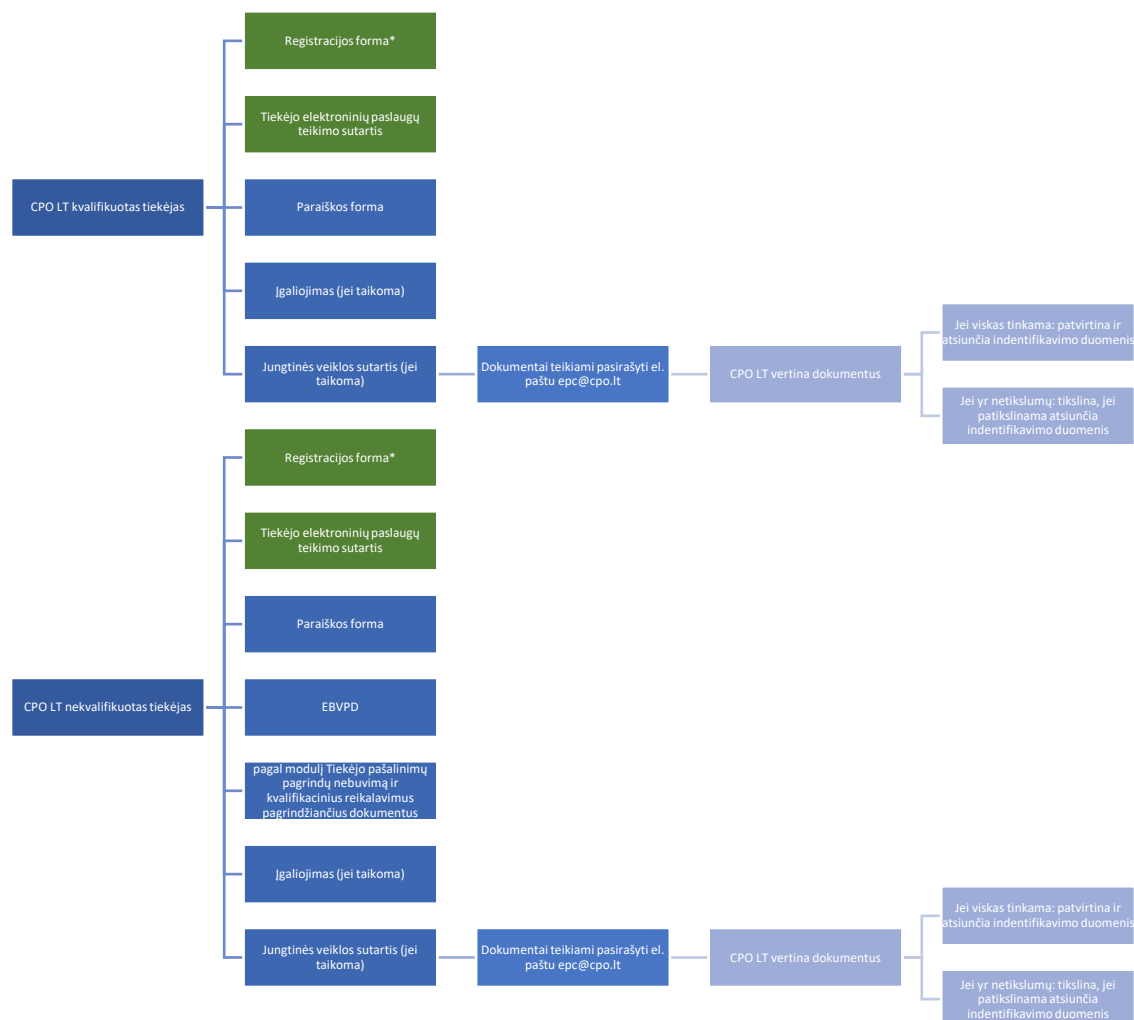 CPO LT kvalifikuotas tiekėjas
Registracijos forma*
Tiekėjo elektroninių paslaugų
teikimo sutartis
Paraiškos forma
Įgaliojimas (jei taikoma)
Jungtinės veiklos sutartis (jei
taikoma)
Dokumentai teikiami pasirašyti el.
paštu epc@cpo.lt
CPO LT vertina dokumentus
Jei viskas tinkama: patvirtina ir
atsiunčia indentifikavimo duomenis
Jei yr netikslumų: tikslina, jei
patikslinama atsiunčia
indentifikavimo duomenis
CPO LT nekvalifikuotas tiekėjas
Registracijos forma*
Tiekėjo elektroninių paslaugų
teikimo sutartis
Paraiškos forma
EBVPD
pagal modulį Tiekėjo pašalinimų
pagrindų nebuvimą ir
kvalifikacinius reikalavimus
pagrindžiančius dokumentus
Įgaliojimas (jei taikoma)
Jungtinės veiklos sutartis (jei
taikoma)
Dokumentai teikiami pasirašyti el.
paštu epc@cpo.lt
CPO LT vertina dokumentus
Jei viskas tinkama: patvirtina ir
atsiunčia indentifikavimo duomenis
Jei yr netikslumų: tikslina, jei
patikslinama atsiunčia
indentifikavimo duomenis